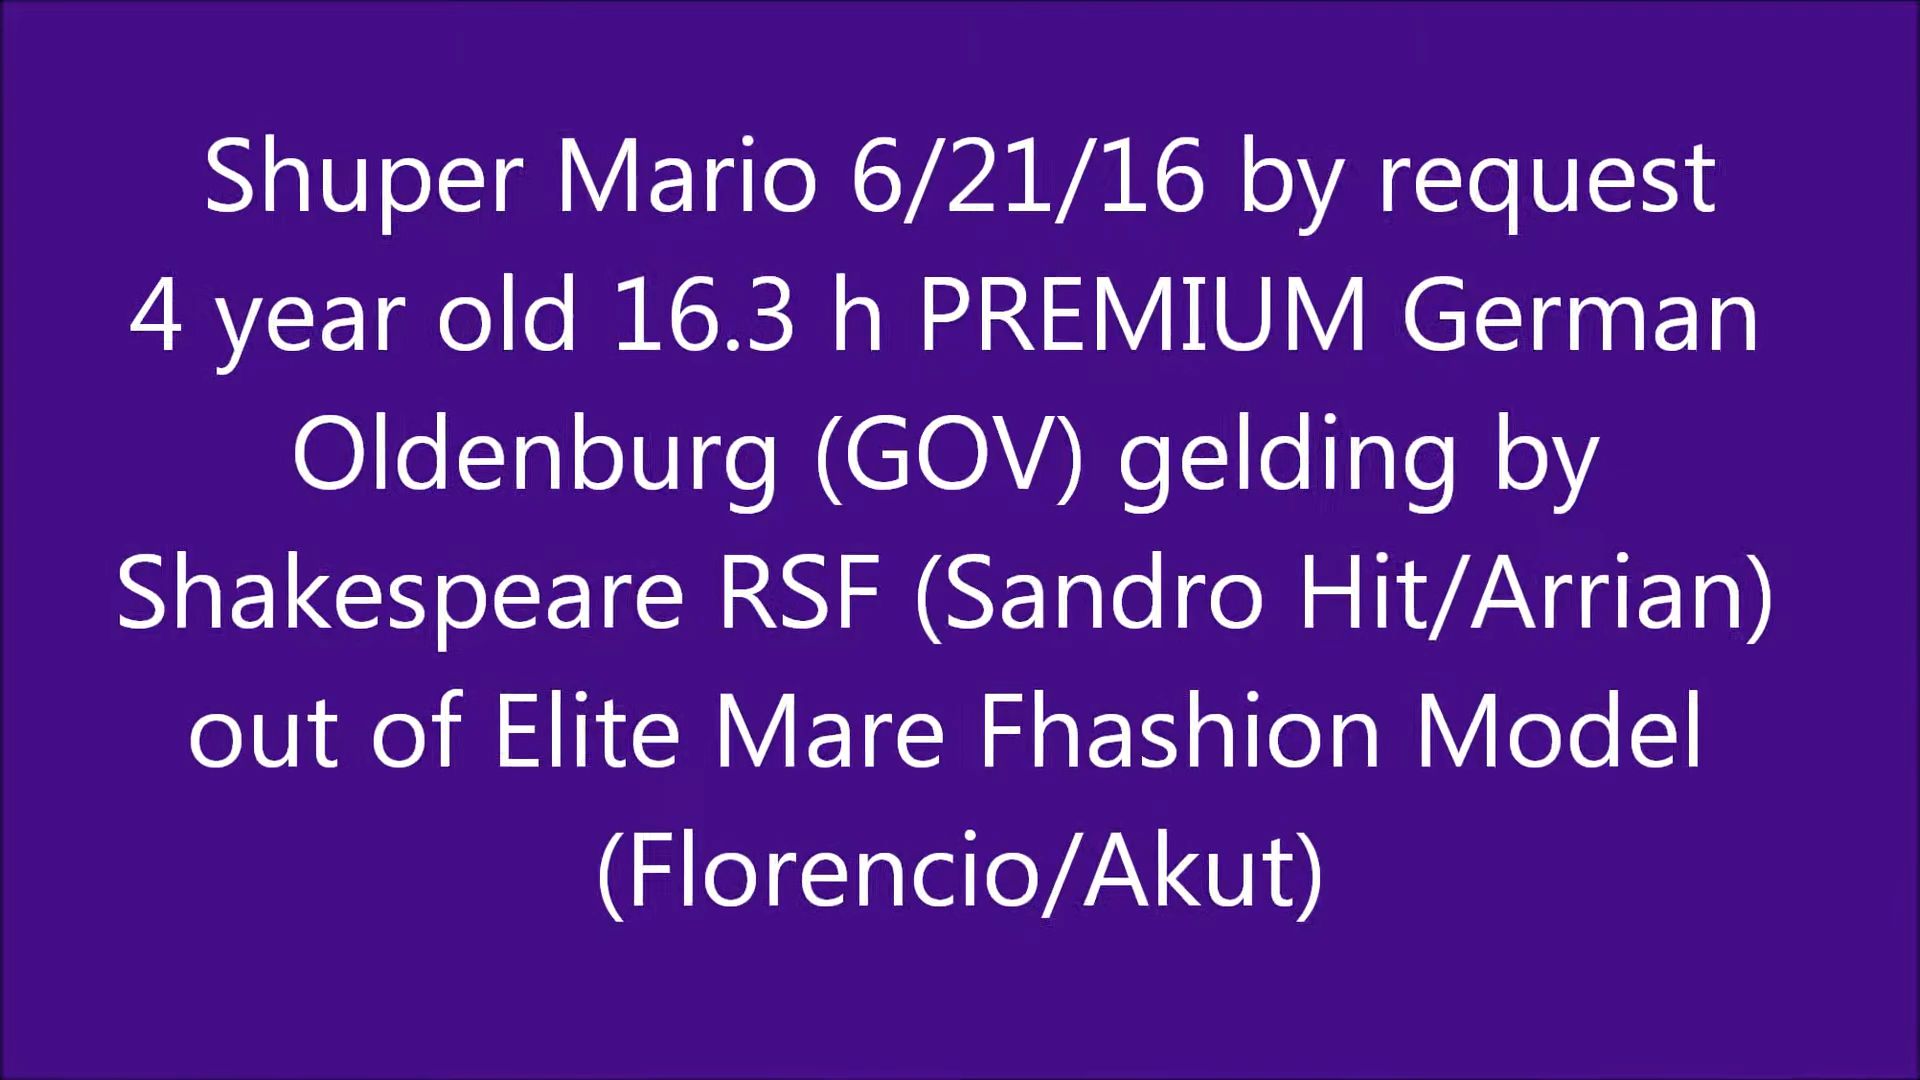 Shuper Mario 6/21/16 by request
4 year old 16.3 h PREMIUM German
Oldenburg (GOV) gelding by
Shakespeare RSF (Sandro Hit/Arrian)
out of Elite Mare Fhashion Model
(Florencio/Akut)